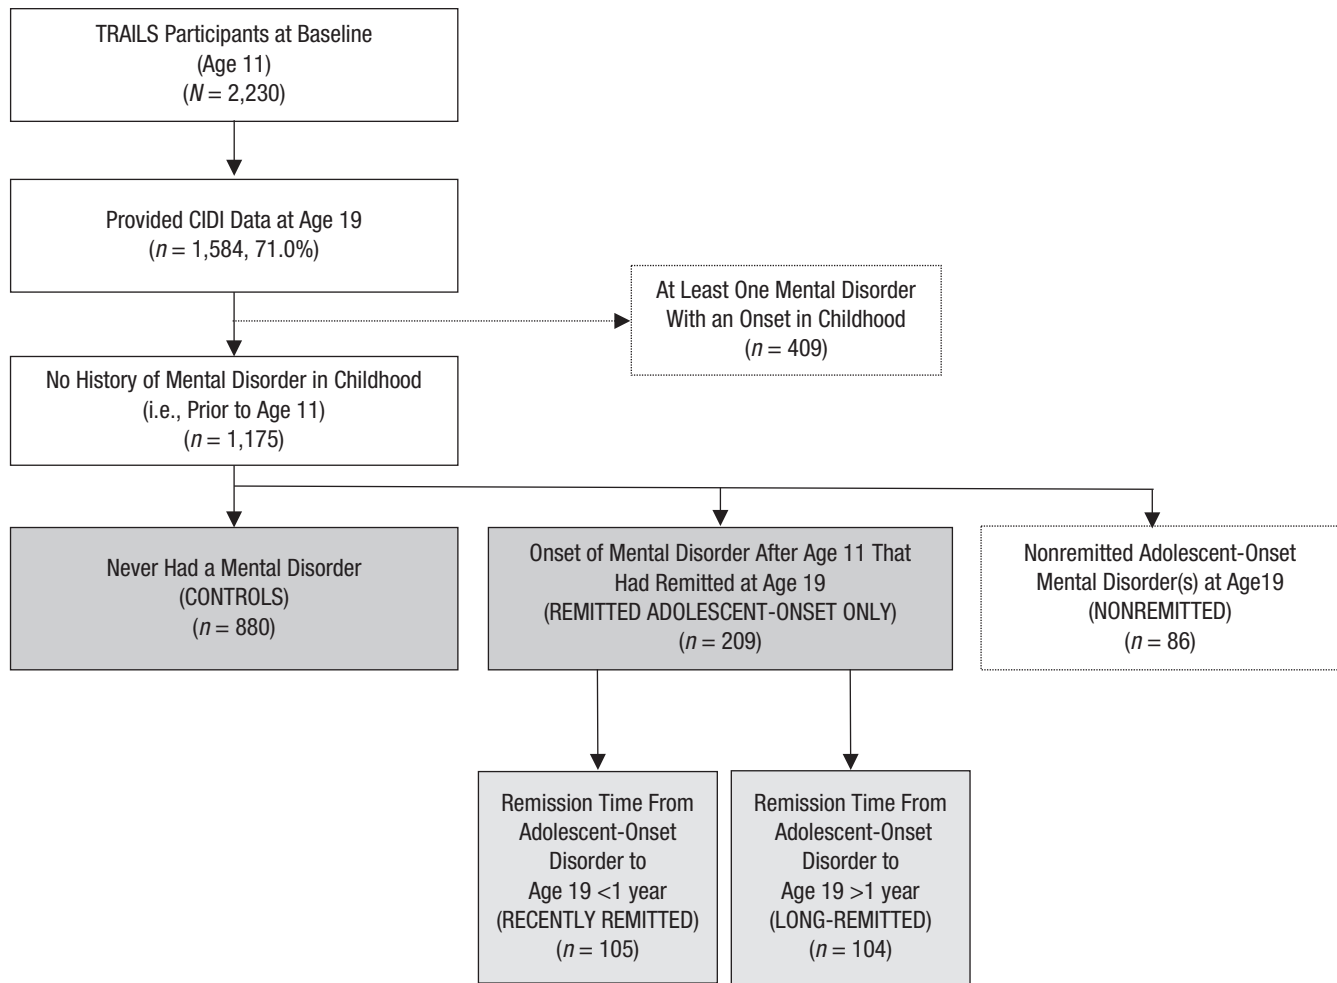 TRAILS Participants at Baseline
(Age 11)
(N = 2,230)
Provided CIDI Data at Age 19
(n = 1,584, 71.0%)
At Least One Mental Disorder
With an Onset in Childhood
(n = 409)
No History of Mental Disorder in Childhood
(i.e., Prior to Age 11)
(n = 1,175)
Never Had a Mental Disorder
(CONTROLS)
(n = 880)
Onset of Mental Disorder After Age 11 That
Had Remitted at Age 19
(REMITTED ADOLESCENT-ONSET ONLY)
(n = 209)
Nonremitted Adolescent-Onset
Mental Disorder(s) at Age19
(NONREMITTED)
(n = 86)
Remission Time From
Adolescent-Onset
Disorder to
Age 19 <1 year
(RECENTLY REMITTED)
(n = 105)
Remission Time From
Adolescent-Onset
Disorder to
Age 19 >1 year
(LONG-REMITTED)
(n = 104)